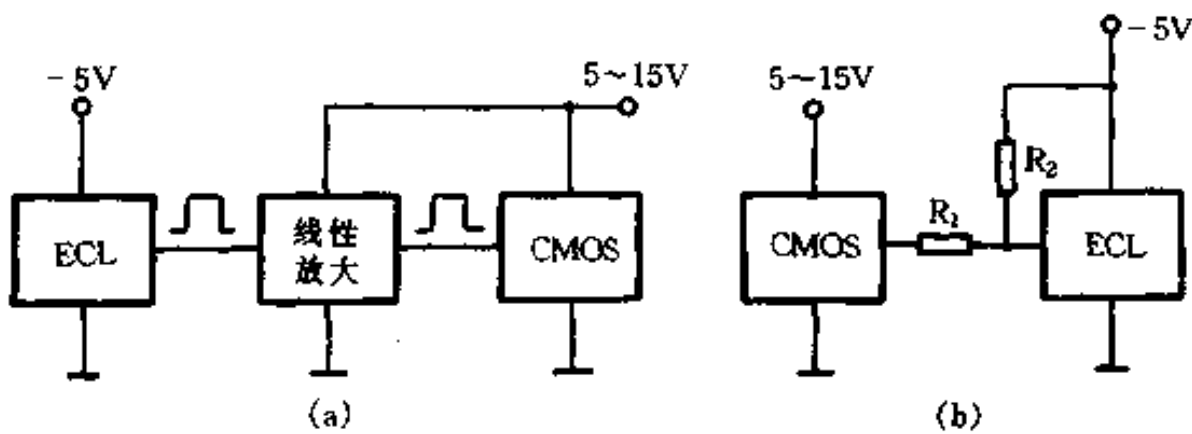 -5V
5~15V
ECL
线性
放大
CMOS
(a)
5~15V
-5V
R₂
R₁
CMOS
ECL
(b)